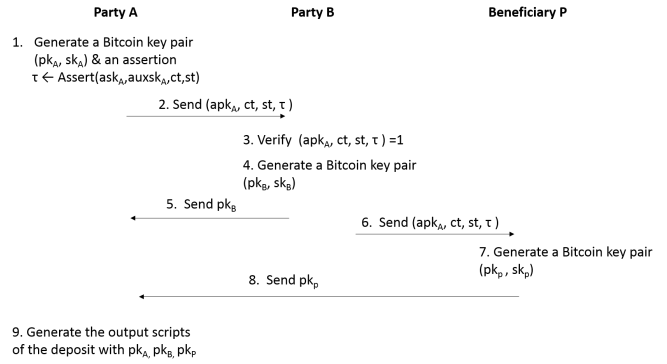 Party A Party B Beneficiary P
1. Generate a Bitcoin key pair
(pkA, skA) & an assertion
τ ← Assert(askA,auxskA,ct,st)
2. Send (apkA, ct, st, τ )
3. Verify (apkA, ct, st, τ ) =1
4. Generate a Bitcoin key pair
(pkB, skB)
5. Send pkB
6. Send (apkA, ct, st, τ )
7. Generate a Bitcoin key pair
(pkp , skp)
8. Send pkp
9. Generate the output scripts
of the deposit with pkA, pkB, pkP